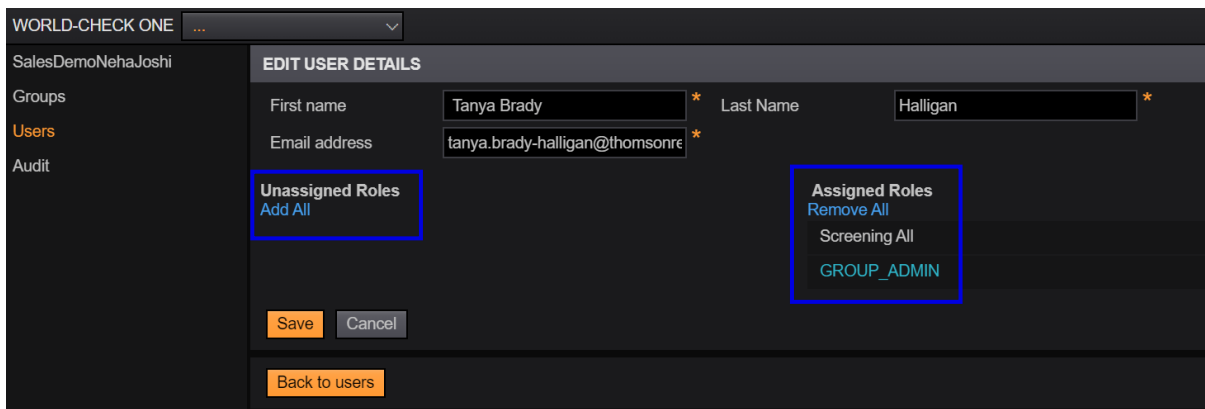 WORLD-CHECK ONE ...
SalesDemoNehaJoshi
Groups
Users
Audit
EDIT USER DETAILS
First name Tanya Brady * Last Name Halligan *
Email address tanya.brady-halligan@thomsonre *
Unassigned Roles
Add All
Assigned Roles
Remove All
Screening All
GROUP_ADMIN
Save Cancel
Back to users